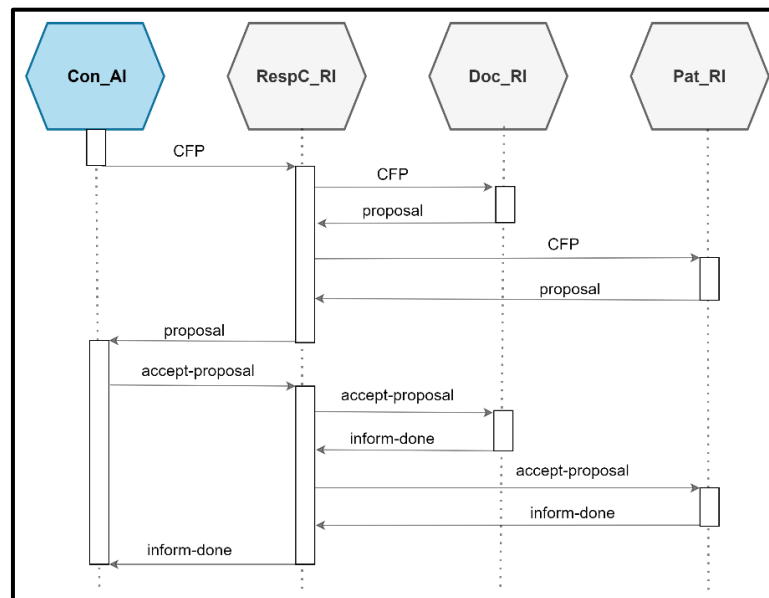 Con_AI
RespC_RI
Doc_RI
Pat_RI
CFP
CFP
proposal
CFP
proposal
proposal
accept-proposal
accept-proposal
inform-done
accept-proposal
inform-done
inform-done